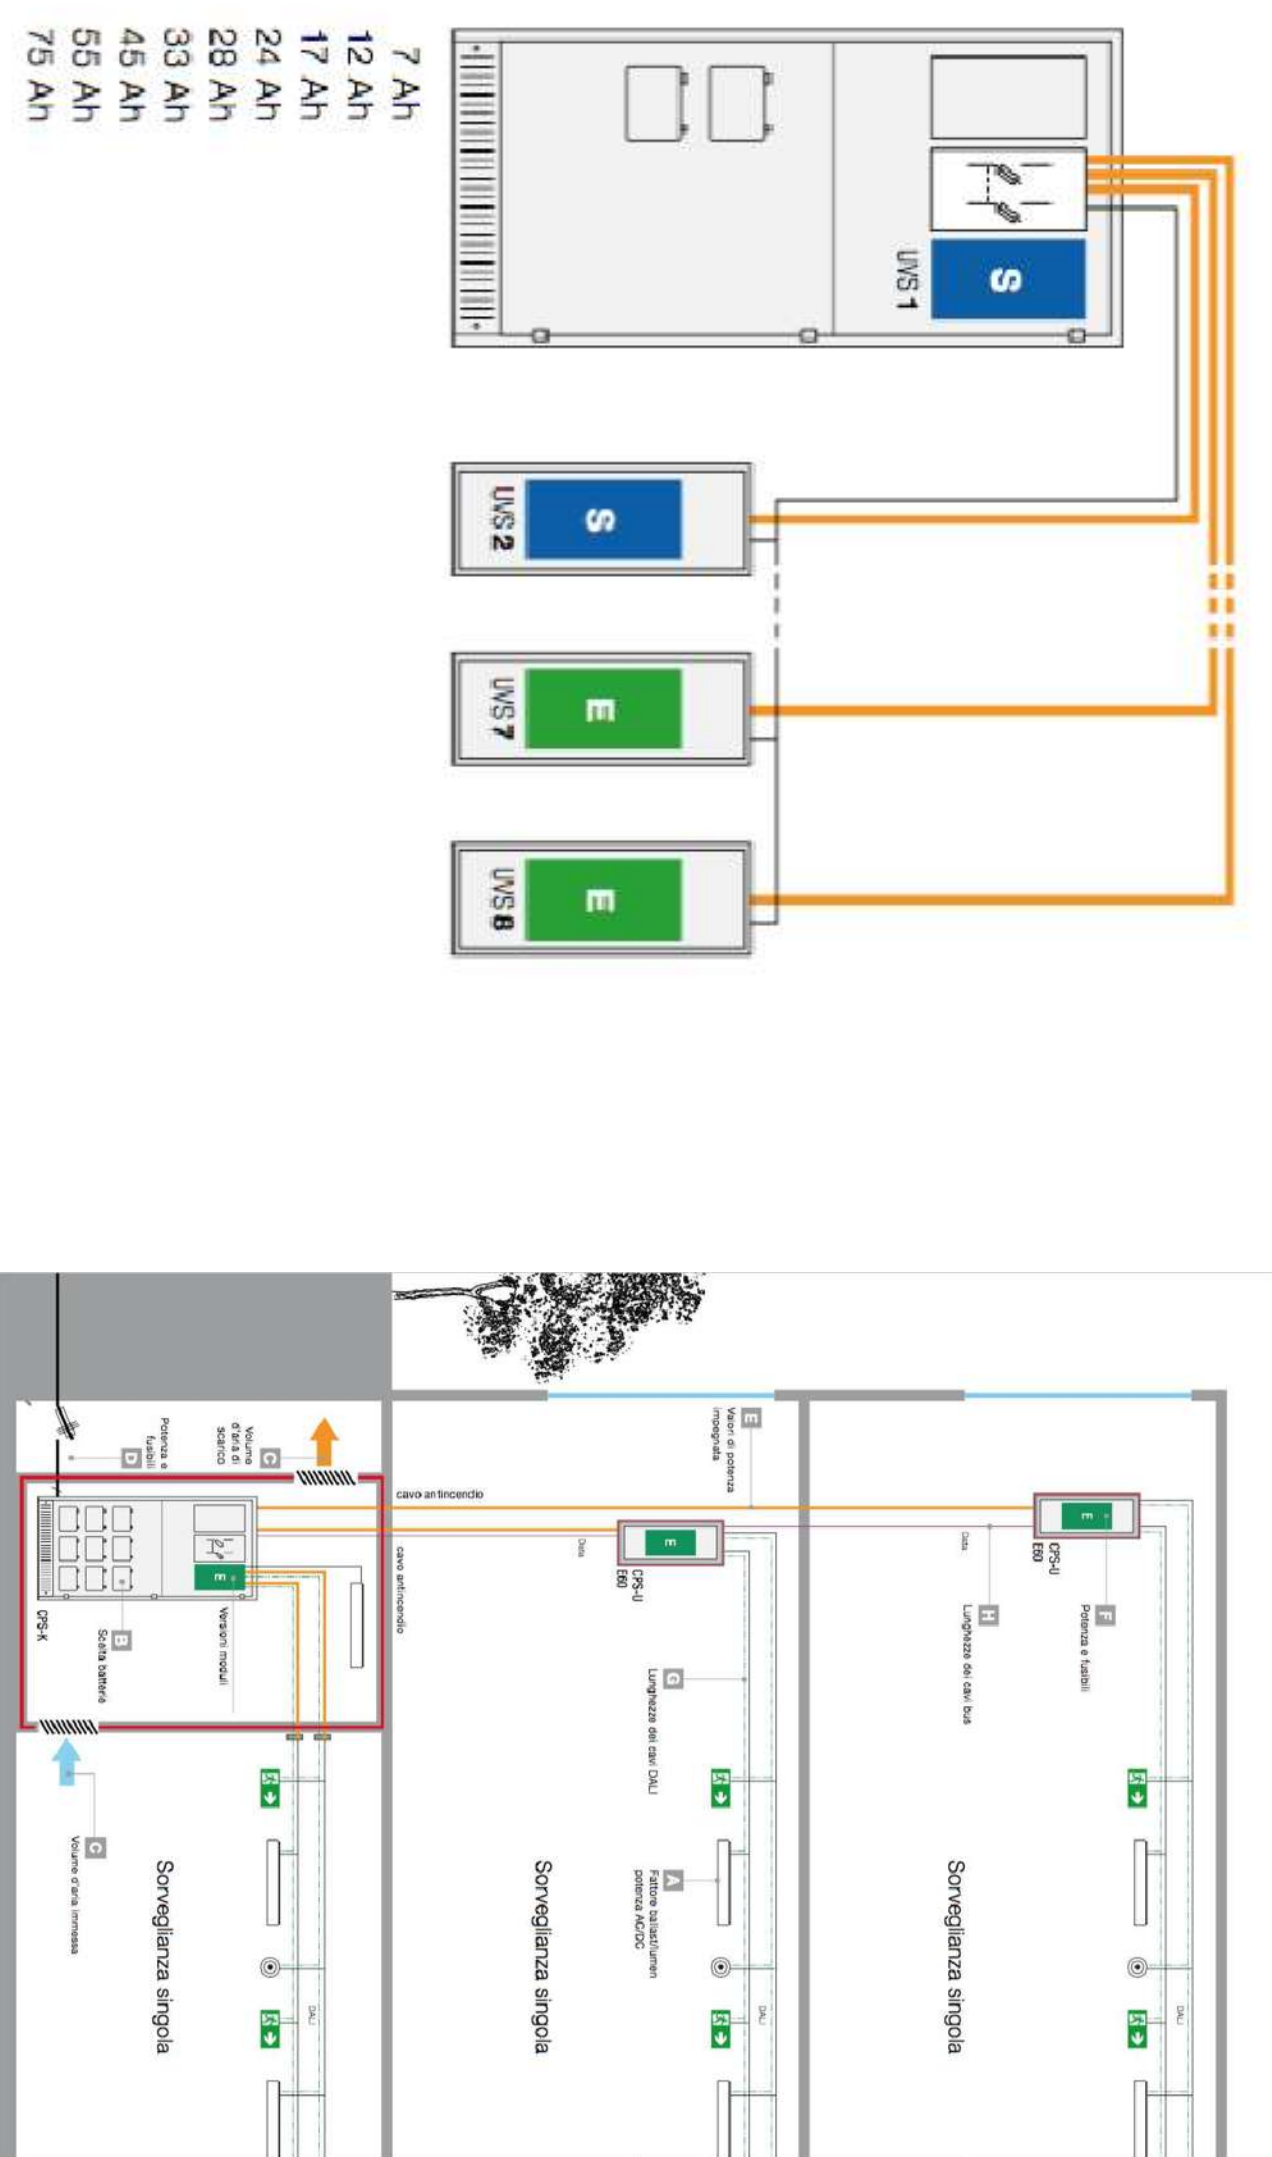 S
UVS 1
S
UVS 2
E
UVS 7
E
UVS 8
7 Ah
12 Ah
17 Ah
24 Ah
28 Ah
33 Ah
45 Ah
55 Ah
75 Ah
E
CPS-U
E60
F
Potenza e fusibili
H
Lunghezze dei cavi bus
Data
DALI
Sorveglianza singola
E
Valori di potenza
impegnata
E
CPS-U
E60
Data
G
Lunghezze dei cavi DALI
A
Fattore ballast/lumen
potenza AC/DC
DALI
Sorveglianza singola
cavo antincendio
cavo antincendio
C
Volume
d'aria di
scarico
D
Potenza e
fusibili
E
Versioni moduli
B
Scelta batterie
CPS-K
C
Volume d'aria immessa
DALI
Sorveglianza singola